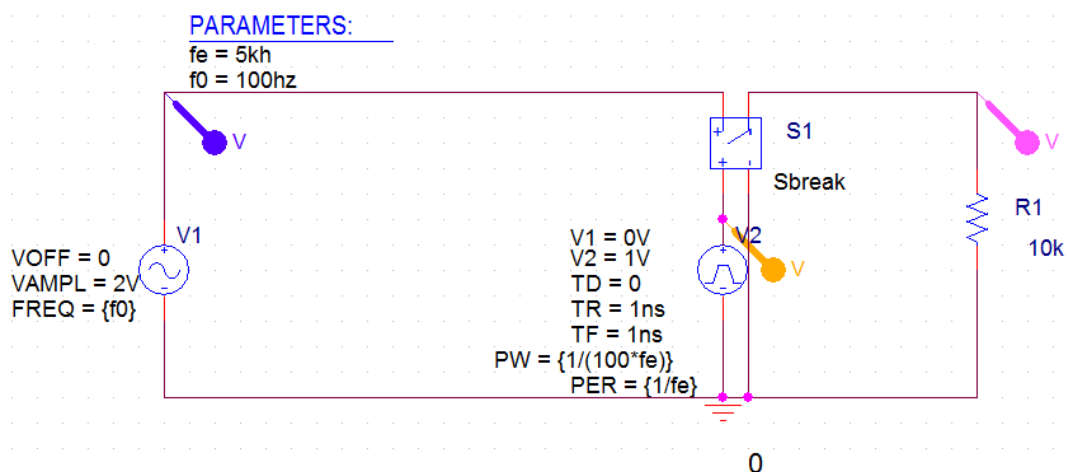 PARAMETERS:
fe = 5kh
f0 = 100hz
V
S1
V
Sbreak
R1
10k
V1
VOFF = 0
VAMPL = 2V
FREQ = {f0}
V2
V1 = 0V
V2 = 1V
V
TD = 0
TR = 1ns
TF = 1ns
PW = {1/(100*fe)}
PER = {1/fe}
0